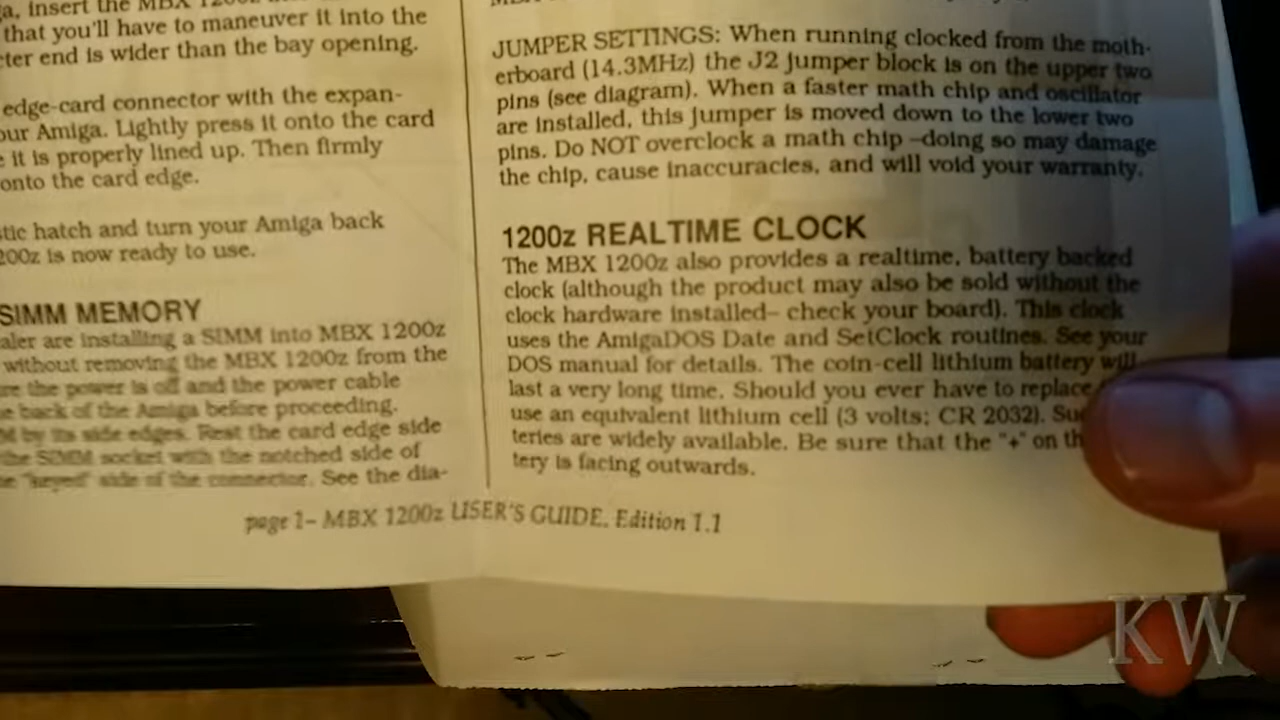 a, insert the MBX 1200z
that you'll have to maneuver it into the
cter end is wider than the bay opening.
edge-card connector with the expan-
our Amiga. Lightly press it onto the card
e it is properly lined up. Then firmly
onto the card edge.
stic hatch and turn your Amiga back
200z is now ready to use.
SIMM MEMORY
aler are installing a SIMM into MBX 1200z
without removing the MBX 1200z from the
re the power is off and the power cable
e back of the Amiga before proceeding.
M by its side edges. Rest the card edge side
the SIMM socket with the notched side of
e "keyed" side of the connector. See the dia-
JUMPER SETTINGS: When running clocked from the moth-
erboard (14.3MHz) the J2 jumper block is on the upper two
pins (see diagram). When a faster math chip and oscillator
are installed, this jumper is moved down to the lower two
pins. Do NOT overclock a math chip –doing so may damage
the chip, cause inaccuracies, and will void your warranty.
1200z REALTIME CLOCK
The MBX 1200z also provides a realtime, battery backed
clock (although the product may also be sold without the
clock hardware installed– check your board). This clock
uses the AmigaDOS Date and SetClock routines. See your
DOS manual for details. The coin-cell lithium battery will
last a very long time. Should you ever have to replace
use an equivalent lithium cell (3 volts; CR 2032). Su
teries are widely available. Be sure that the "+" on th
tery is facing outwards.
page 1– MBX 1200z USER'S GUIDE, Edition 1.1
KW